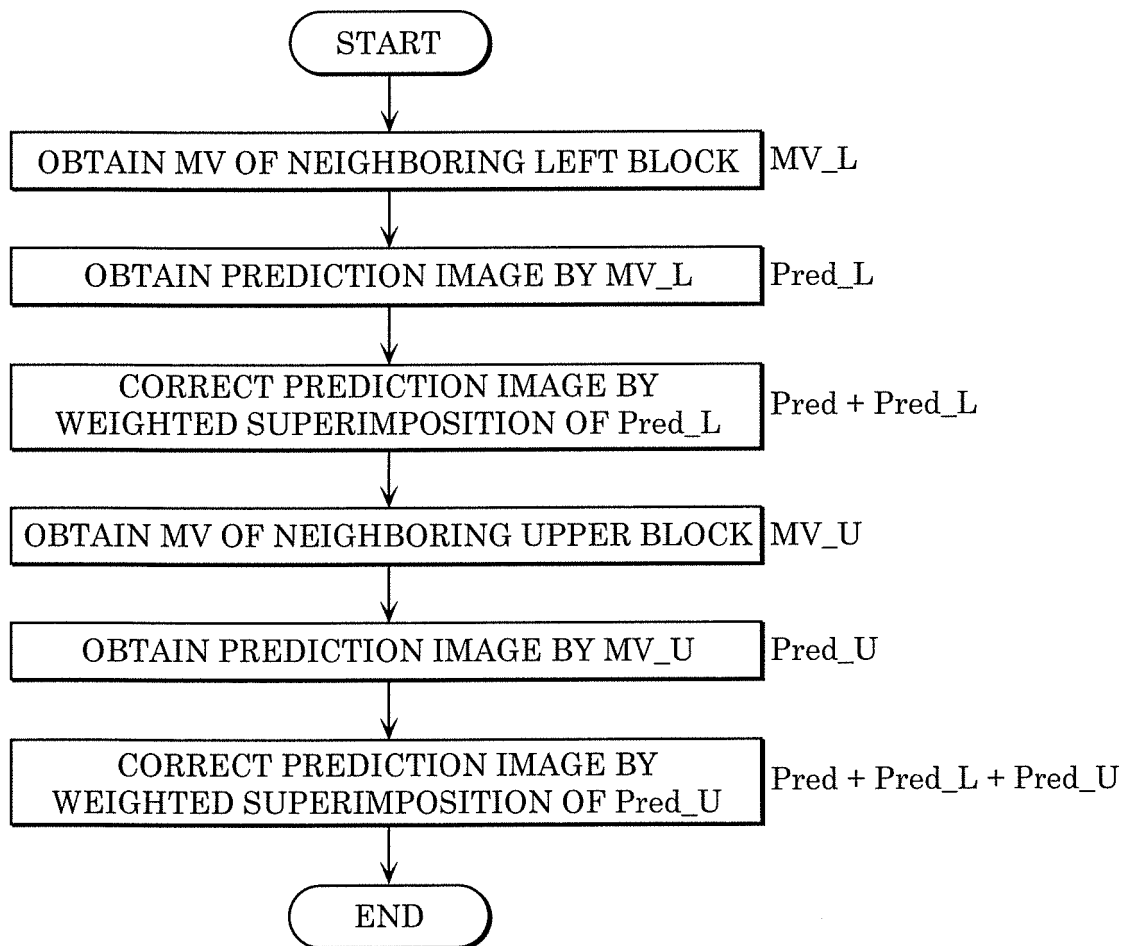 START
OBTAIN MV OF NEIGHBORING LEFT BLOCK MV_L
OBTAIN PREDICTION IMAGE BY MV_L Pred_L
CORRECT PREDICTION IMAGE BY
WEIGHTED SUPERIMPOSITION OF Pred_L
Pred + Pred_L
OBTAIN MV OF NEIGHBORING UPPER BLOCK MV_U
OBTAIN PREDICTION IMAGE BY MV_U Pred_U
CORRECT PREDICTION IMAGE BY
WEIGHTED SUPERIMPOSITION OF Pred_U
Pred + Pred_L + Pred_U
END